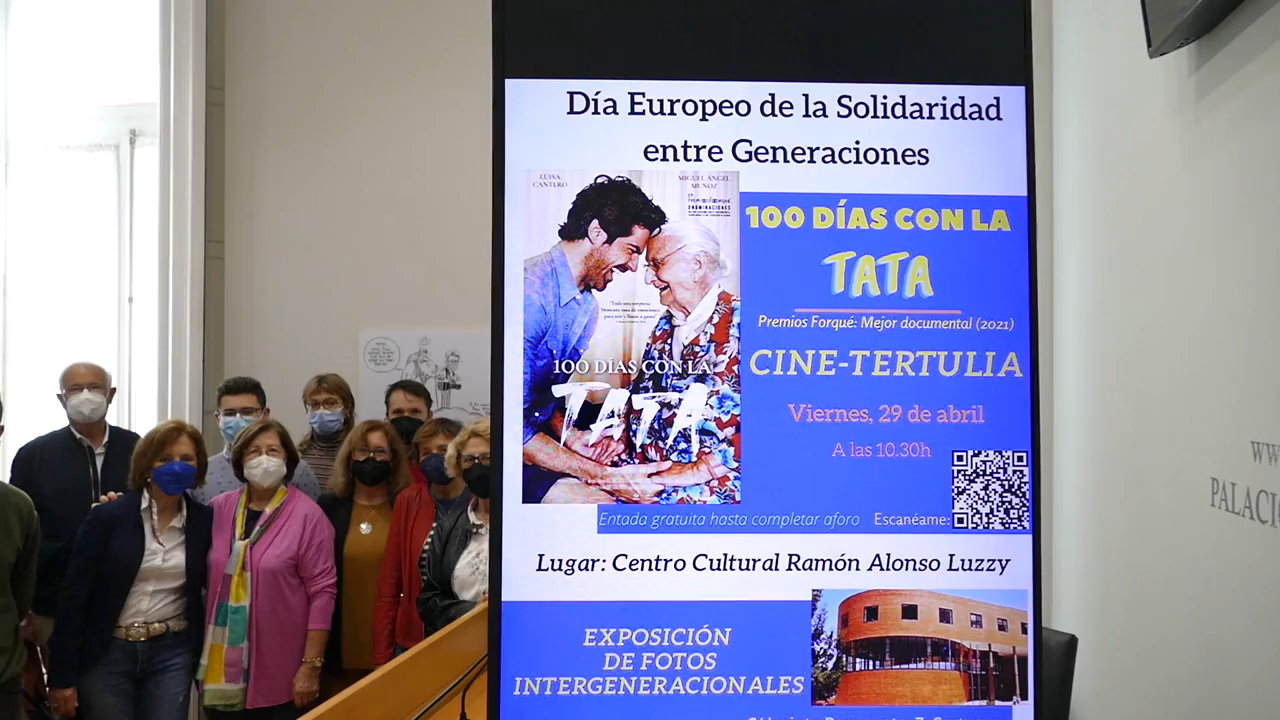 Día Europeo de la Solidaridad
entre Generaciones
LUISA
CANTERO
MIGUEL ÁNGEL
MUÑOZ
100 DÍAS CON LA
TATA
100 DÍAS CON LA
TATA
Premios Forqué: Mejor documental (2021)
CINE-TERTULIA
Viernes, 29 de abril
A las 10.30h
Entada gratuita hasta completar aforo
Escanéame:
Lugar: Centro Cultural Ramón Alonso Luzzy
EXPOSICIÓN
DE FOTOS
INTERGENERACIONALES
WW
PALACI